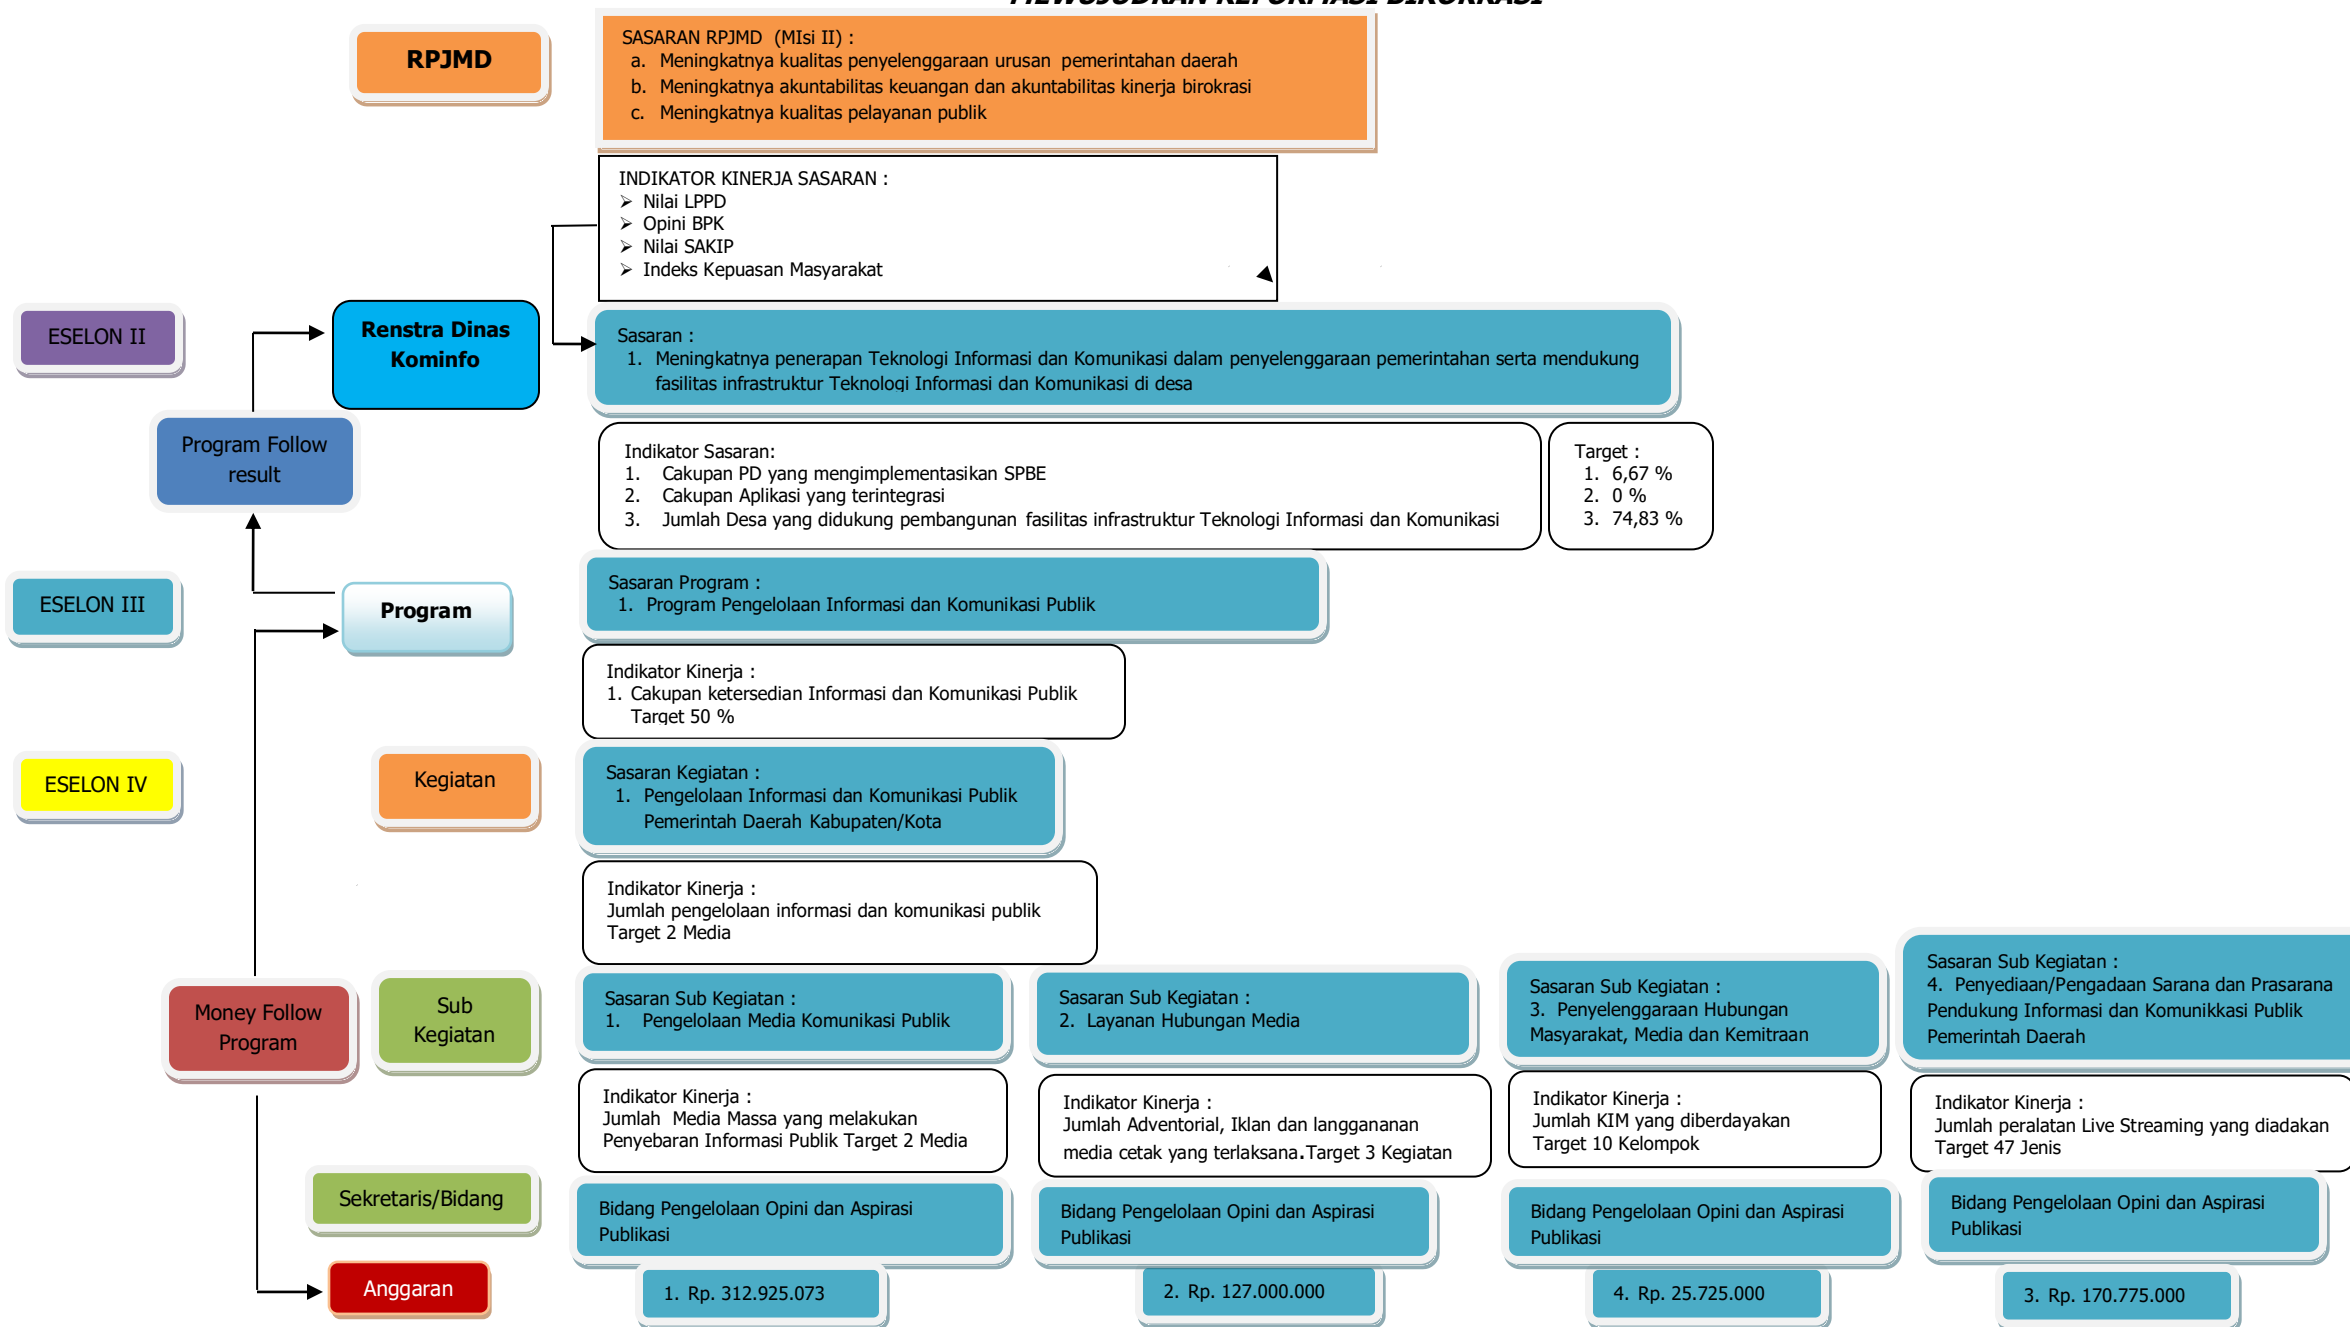 MEWUJUDKAN REFORMASI BIROKRASI
RPJMD
SASARAN RPJMD (MIsi II) :
a. Meningkatnya kualitas penyelenggaraan urusan pemerintahan daerah
b. Meningkatnya akuntabilitas keuangan dan akuntabilitas kinerja birokrasi
c. Meningkatnya kualitas pelayanan publik
INDIKATOR KINERJA SASARAN :
➢ Nilai LPPD
➢ Opini BPK
➢ Nilai SAKIP
➢ Indeks Kepuasan Masyarakat
ESELON II
Renstra Dinas
Kominfo
Sasaran :
1. Meningkatnya penerapan Teknologi Informasi dan Komunikasi dalam penyelenggaraan pemerintahan serta mendukung
fasilitas infrastruktur Teknologi Informasi dan Komunikasi di desa
Program Follow
result
Indikator Sasaran:
1. Cakupan PD yang mengimplementasikan SPBE
2. Cakupan Aplikasi yang terintegrasi
3. Jumlah Desa yang didukung pembangunan fasilitas infrastruktur Teknologi Informasi dan Komunikasi
Target :
1. 6,67 %
2. 0 %
3. 74,83 %
ESELON III
Program
Sasaran Program :
1. Program Pengelolaan Informasi dan Komunikasi Publik
Indikator Kinerja :
1. Cakupan ketersedian Informasi dan Komunikasi Publik
Target 50 %
ESELON IV
Kegiatan
Sasaran Kegiatan :
1. Pengelolaan Informasi dan Komunikasi Publik
Pemerintah Daerah Kabupaten/Kota
Indikator Kinerja :
Jumlah pengelolaan informasi dan komunikasi publik
Target 2 Media
Money Follow
Program
Sub
Kegiatan
Sasaran Sub Kegiatan :
1. Pengelolaan Media Komunikasi Publik
Sasaran Sub Kegiatan :
2. Layanan Hubungan Media
Sasaran Sub Kegiatan :
3. Penyelenggaraan Hubungan
Masyarakat, Media dan Kemitraan
Sasaran Sub Kegiatan :
4. Penyediaan/Pengadaan Sarana dan Prasarana
Pendukung Informasi dan Komunikkasi Publik
Pemerintah Daerah
Indikator Kinerja :
Jumlah Media Massa yang melakukan
Penyebaran Informasi Publik Target 2 Media
Indikator Kinerja :
Jumlah Adventorial, Iklan dan langgananan
media cetak yang terlaksana.Target 3 Kegiatan
Indikator Kinerja :
Jumlah KIM yang diberdayakan
Target 10 Kelompok
Indikator Kinerja :
Jumlah peralatan Live Streaming yang diadakan
Target 47 Jenis
Sekretaris/Bidang
Bidang Pengelolaan Opini dan Aspirasi
Publikasi
Bidang Pengelolaan Opini dan Aspirasi
Publikasi
Bidang Pengelolaan Opini dan Aspirasi
Publikasi
Bidang Pengelolaan Opini dan Aspirasi
Publikasi
Anggaran
1. Rp. 312.925.073
2. Rp. 127.000.000
4. Rp. 25.725.000
3. Rp. 170.775.000